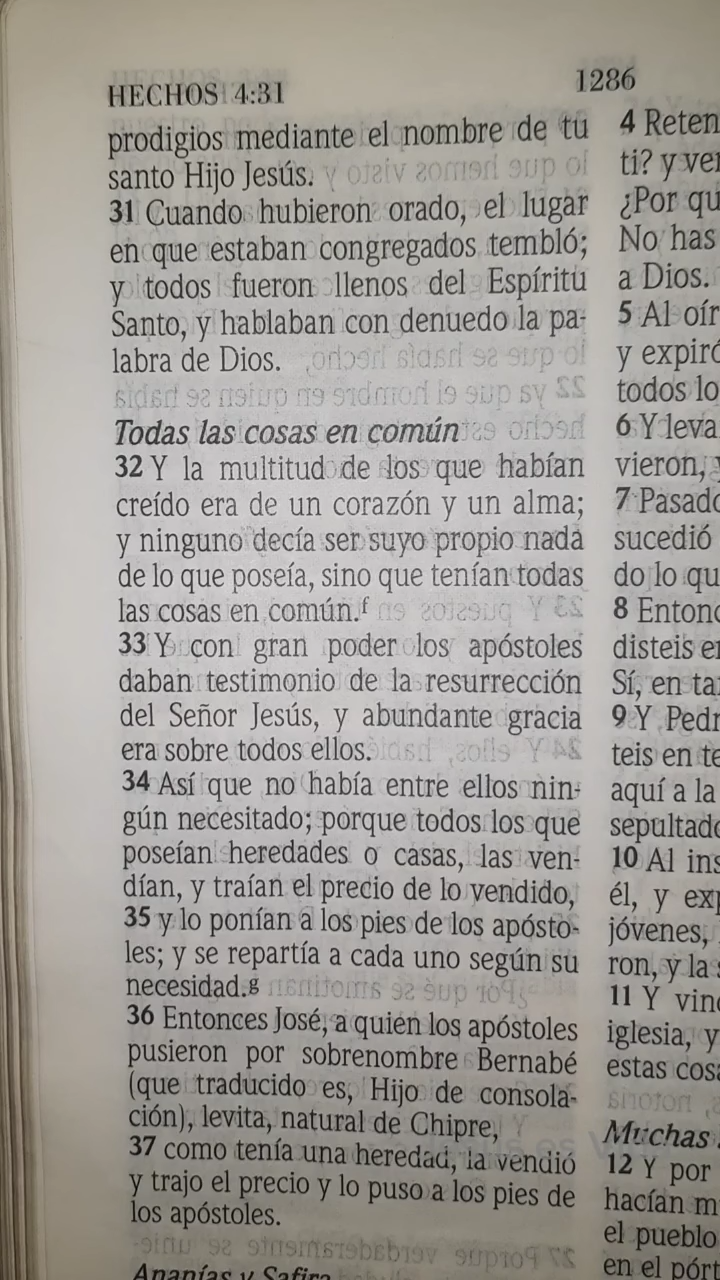 HECHOS 4:31
1286
prodigios mediante el nombre de tu
santo Hijo Jesús.
31 Cuando hubieron orado, el lugar
en que estaban congregados tembló;
y todos fueron llenos del Espíritu
Santo, y hablaban con denuedo la pa-
labra de Dios.
Todas las cosas en común
32 Y la multitud de los que habían
creído era de un corazón y un alma;
y ninguno decía ser suyo propio nada
de lo que poseía, sino que tenían todas
las cosas en común.f
33 Y con gran poder los apóstoles
daban testimonio de la resurrección
del Señor Jesús, y abundante gracia
era sobre todos ellos.
34 Así que no había entre ellos nin-
gún necesitado; porque todos los que
poseían heredades o casas, las ven-
dían, y traían el precio de lo vendido,
35 y lo ponían a los pies de los apósto-
les; y se repartía a cada uno según su
necesidad.g
36 Entonces José, a quien los apóstoles
pusieron por sobrenombre Bernabé
(que traducido es, Hijo de consola-
ción), levita, natural de Chipre,
37 como tenía una heredad, la vendió
y trajo el precio y lo puso a los pies de
los apóstoles.
Ananías y Safira
4 Reten
ti? y ve
¿Por qu
No has
a Dios.
5 Al oír
y expiró
todos lo
6 Y leva
vieron, y
7 Pasado
sucedió
do lo qu
8 Entonc
disteis e
Sí, en ta
9 Y Pedr
teis en te
aquí a la
sepultado
10 Al ins
él, y exp
jóvenes,
ron, y la s
11 Y vino
iglesia, y
estas cosa
Muchas
12 Y por
hacían m
el pueblo
en el pórt